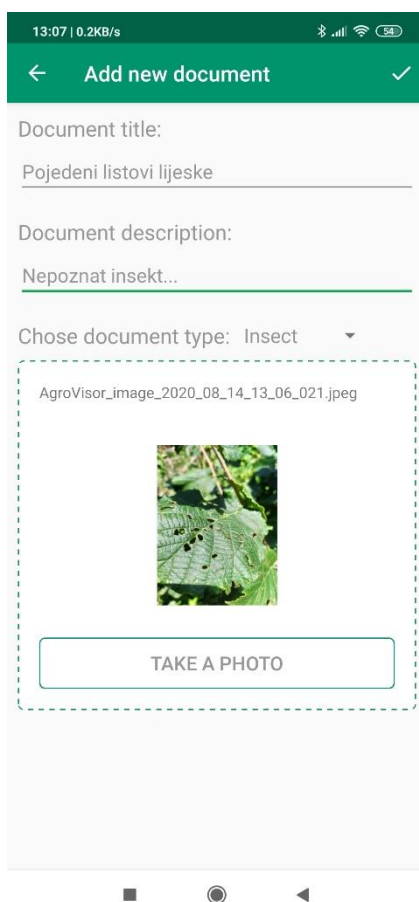 13:07 | 0.2KB/s 54
Add new document
Document title:
Pojedeni listovi lijeske
Document description:
Nepoznat insekt...
Chose document type: Insect
AgroVisor_image_2020_08_14_13_06_021.jpeg
TAKE A PHOTO